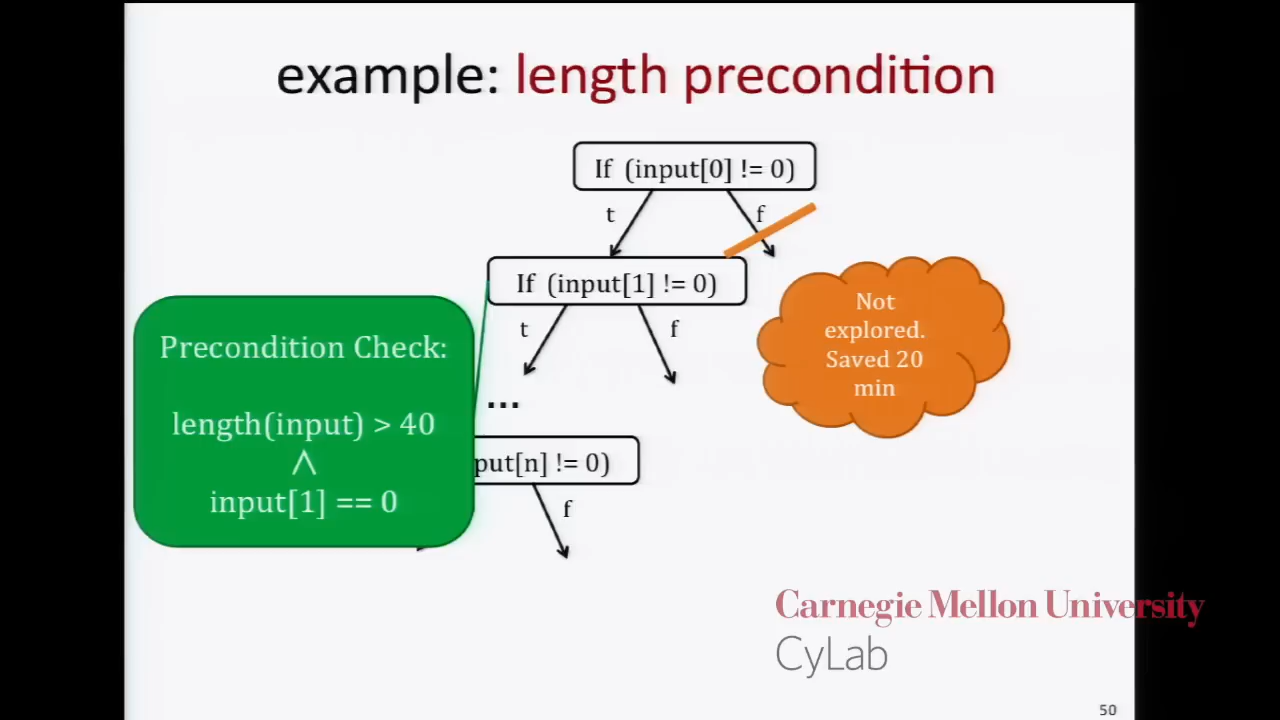 example: length precondition
If (input[0] != 0)
t
f
If (input[1] != 0)
t
f
Not
explored.
Saved 20
min
Precondition Check:
length(input) > 40
∧
input[1] == 0
...
put[n] != 0)
f
Carnegie Mellon University
CyLab
50